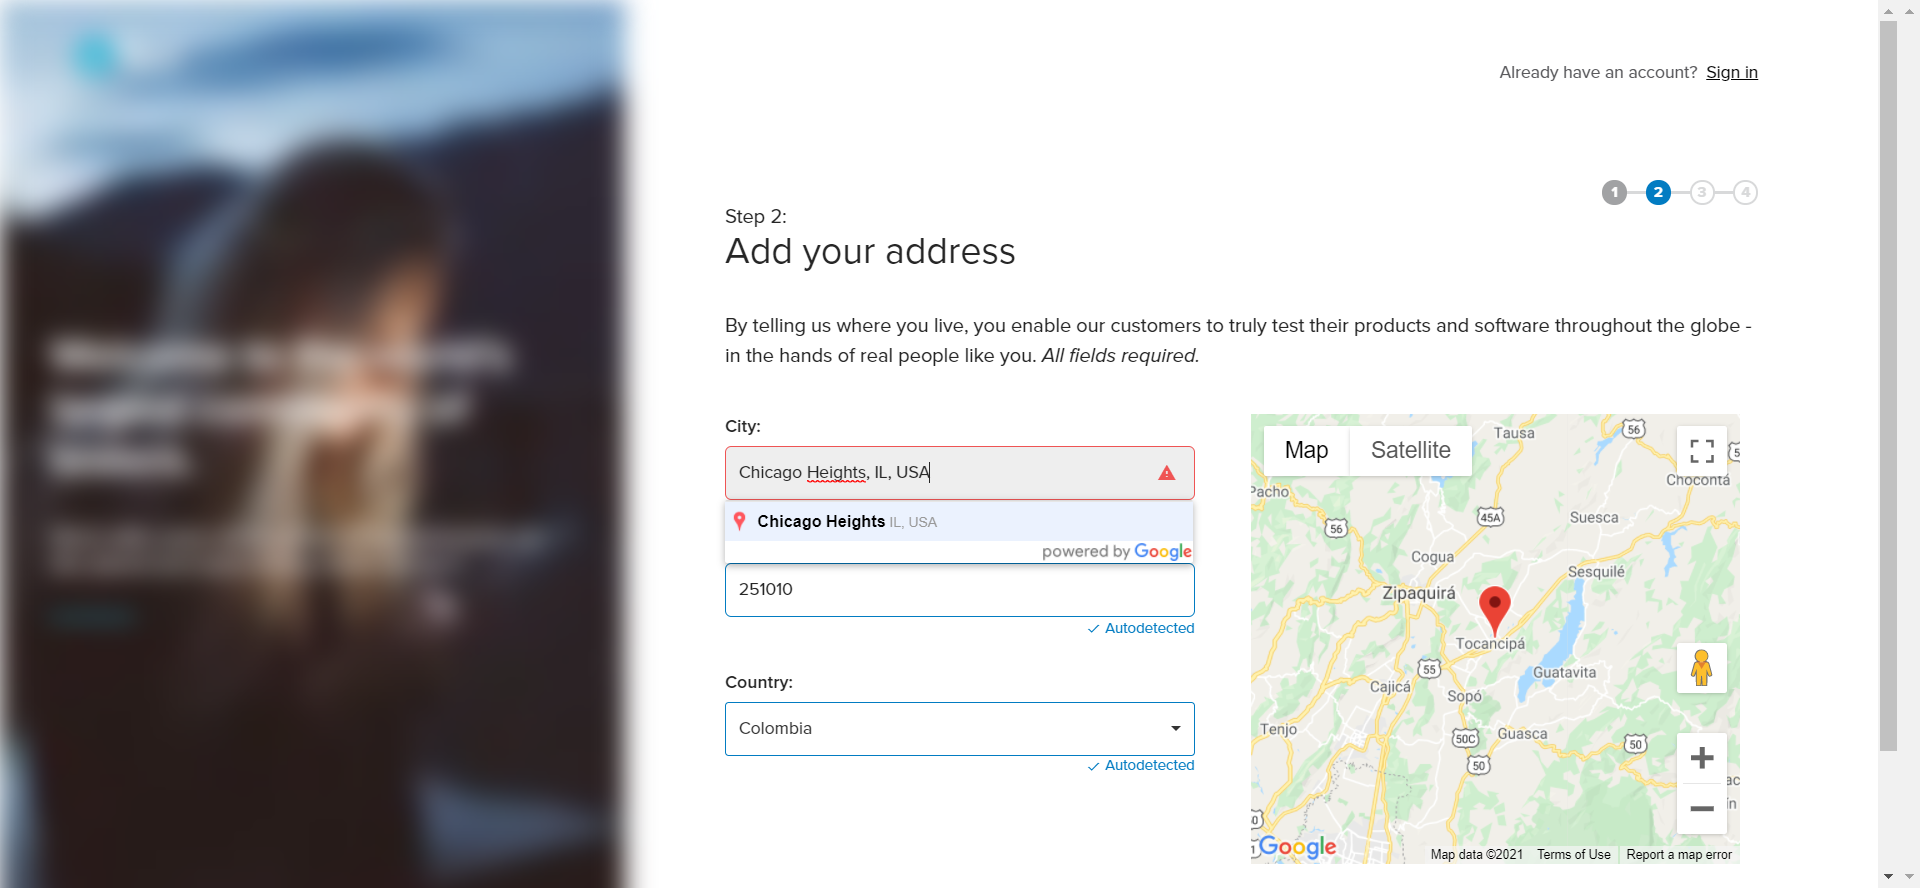 Already have an account? Sign in
1 2 3 4
Step 2:
Add your address
By telling us where you live, you enable our customers to truly test their products and software throughout the globe -
in the hands of real people like you. All fields required.
City:
Chicago Heights, IL, USA
Chicago Heights IL, USA
powered by Google
251010
Autodetected
Country:
Colombia
Autodetected
Map Satellite
Tausa
56
Chocontá
Pacho
56
45A
Suesca
Cogua
Sesquilé
Zipaquirá
Tocancipá
55
Guatavita
Cajicá
Sopó
Tenjo
50C
Guasca
50
50
Google
Map data ©2021 Terms of Use Report a map error